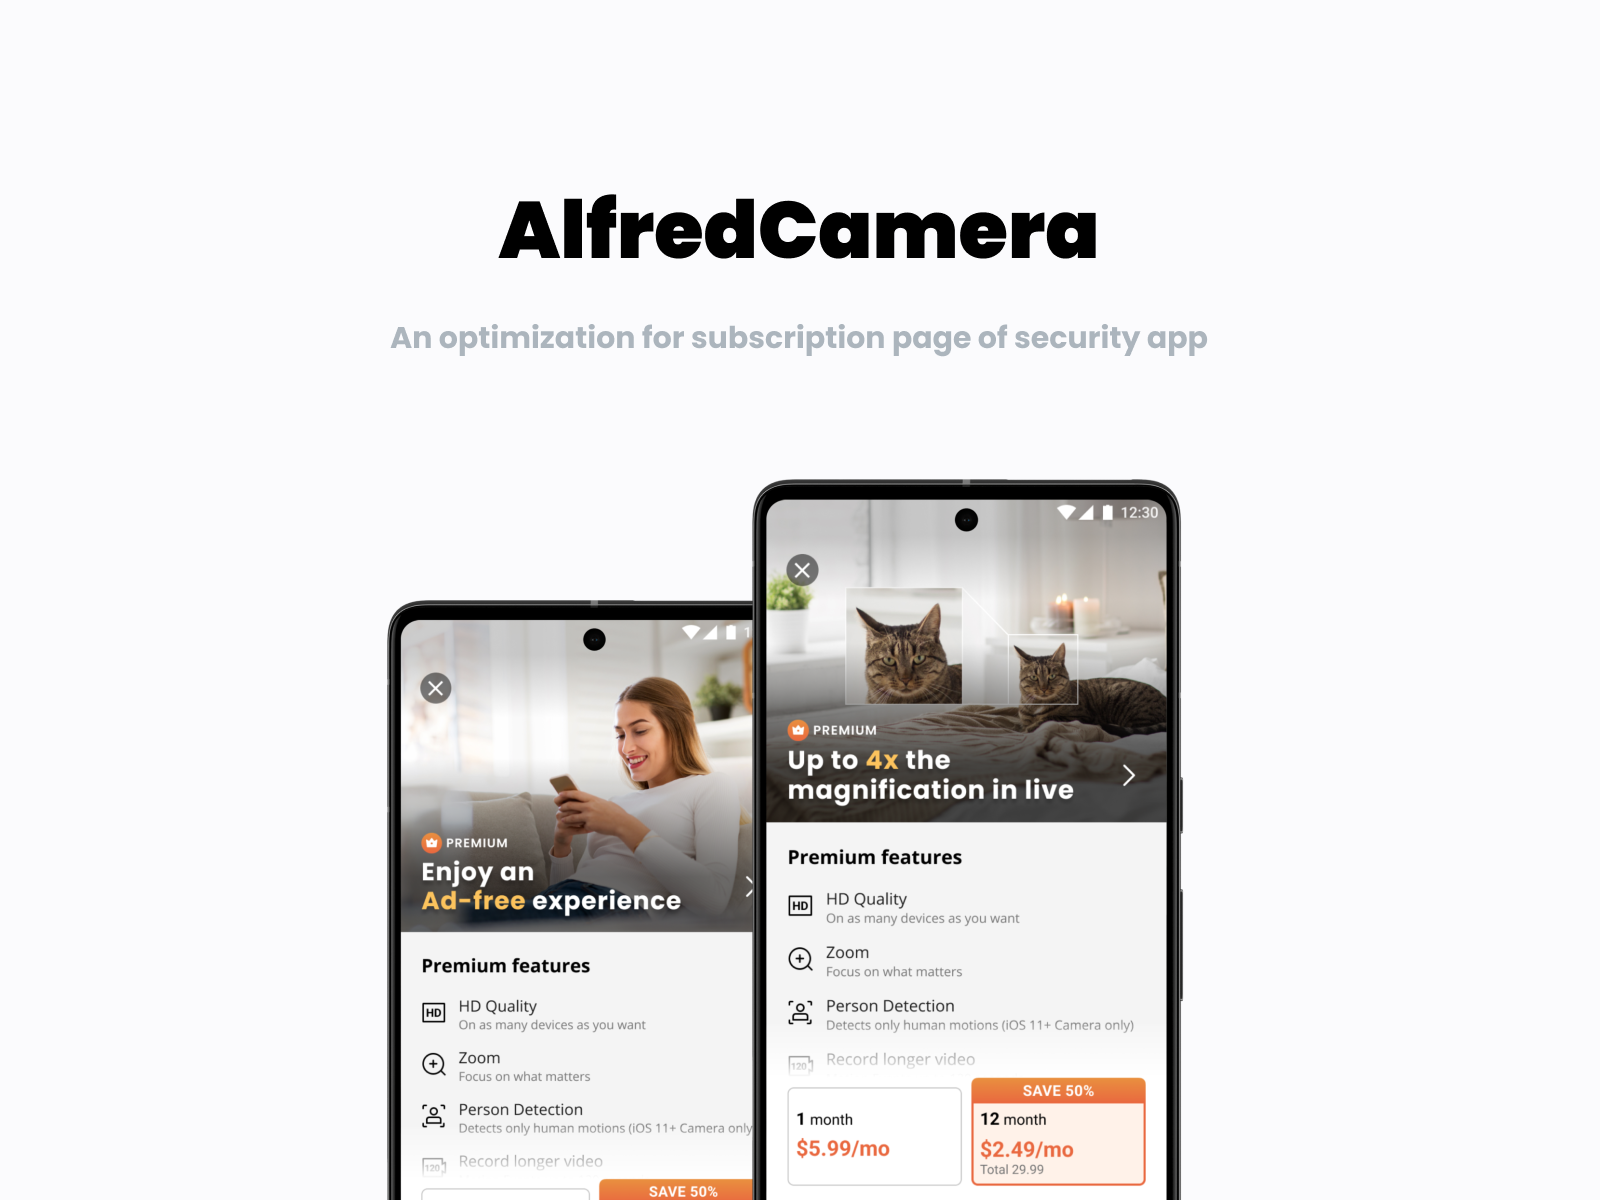 AlfredCamera
An optimization for subscription page of security app
PREMIUM
Enjoy an
Ad-free experience
Premium features
HD
HD Quality
On as many devices as you want
Zoom
Focus on what matters
Person Detection
Detects only human motions (iOS 11+ Camera only
120
Record longer video
SAVE 50%
12:30
PREMIUM
Up to 4x the
magnification in live
Premium features
HD
HD Quality
On as many devices as you want
Zoom
Focus on what matters
Person Detection
Detects only human motions (iOS 11+ Camera only)
120
Record longer video
1 month
$5.99/mo
SAVE 50%
12 month
$2.49/mo
Total 29.99